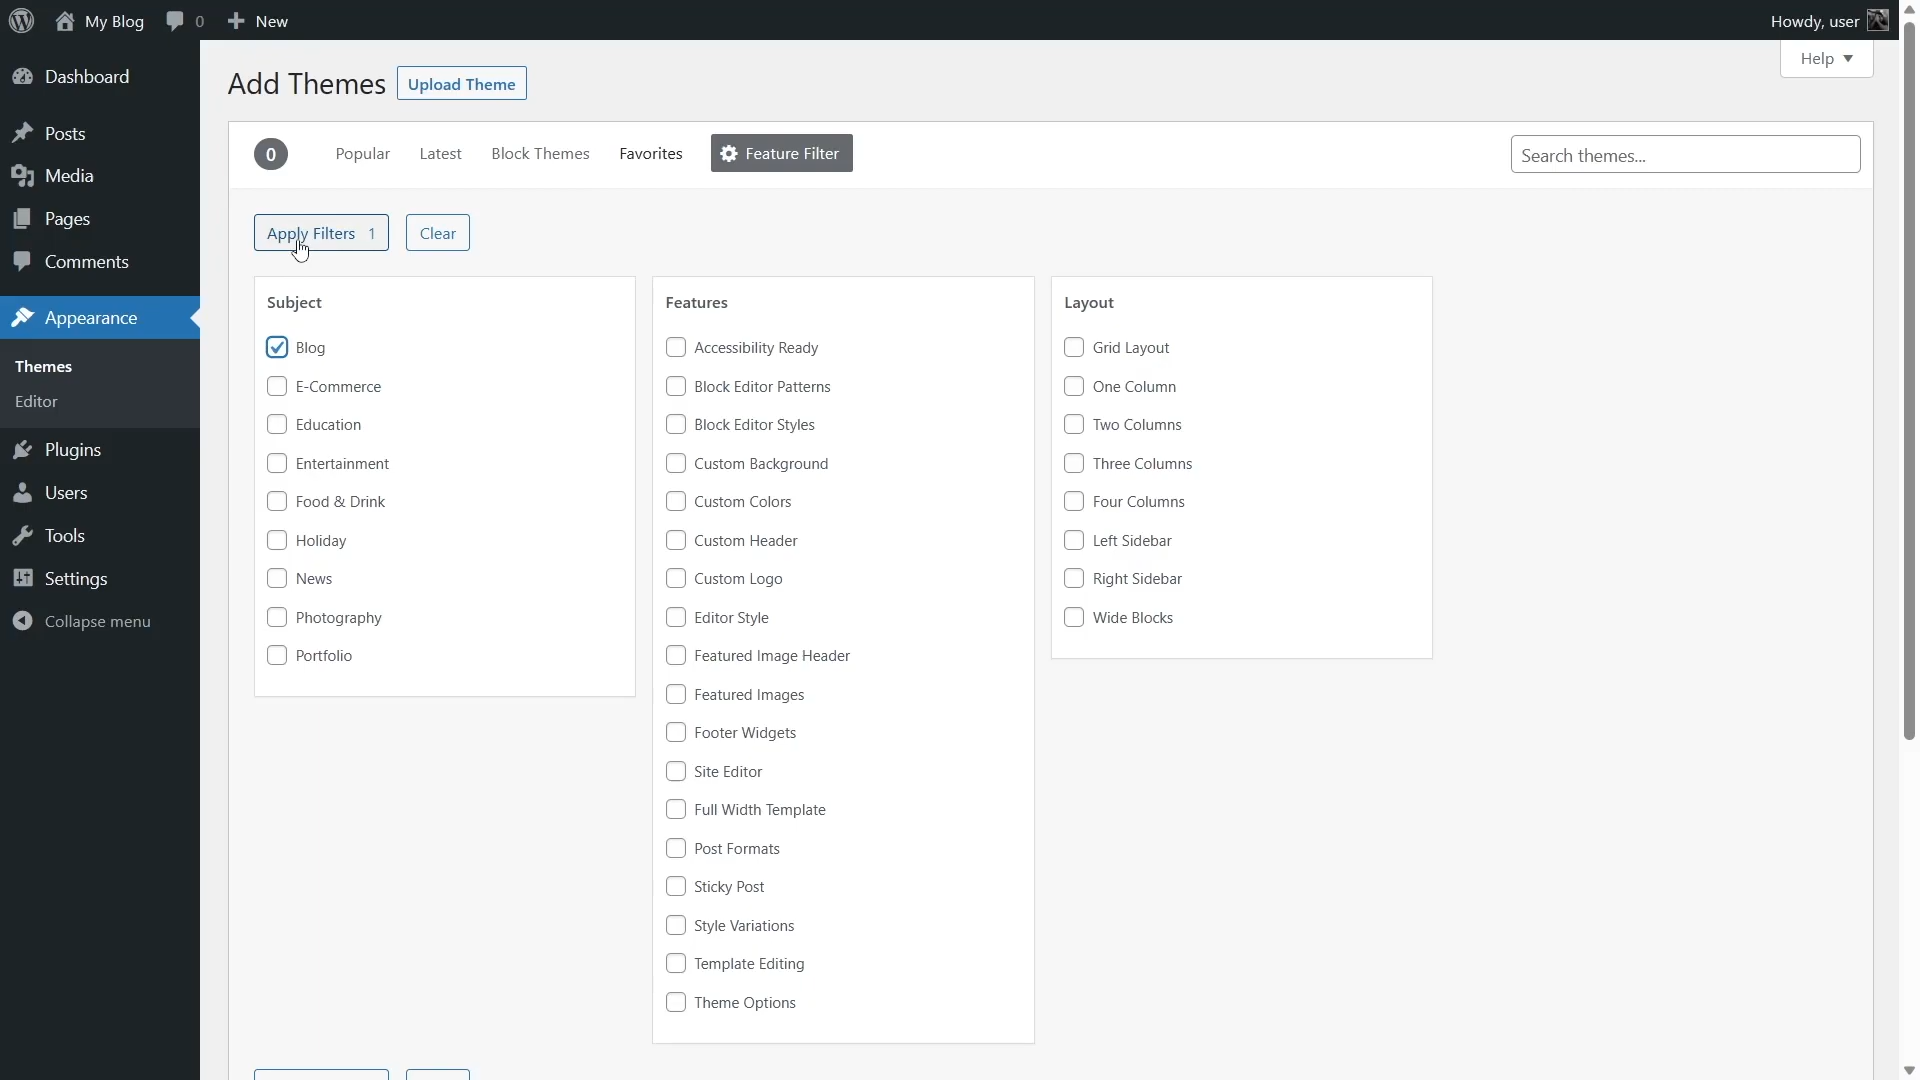 My Blog 0 New Howdy, user
Help
Dashboard
Posts
Media
Pages
Comments
Appearance
Themes
Editor
Plugins
Users
Tools
Settings
Collapse menu
Add Themes Upload Theme
0 Popular Latest Block Themes Favorites Feature Filter Search themes...
Apply Filters 1 Clear
Subject
Blog
E-Commerce
Education
Entertainment
Food & Drink
Holiday
News
Photography
Portfolio
Features
Accessibility Ready
Block Editor Patterns
Block Editor Styles
Custom Background
Custom Colors
Custom Header
Custom Logo
Editor Style
Featured Image Header
Featured Images
Footer Widgets
Site Editor
Full Width Template
Post Formats
Sticky Post
Style Variations
Template Editing
Theme Options
Layout
Grid Layout
One Column
Two Columns
Three Columns
Four Columns
Left Sidebar
Right Sidebar
Wide Blocks